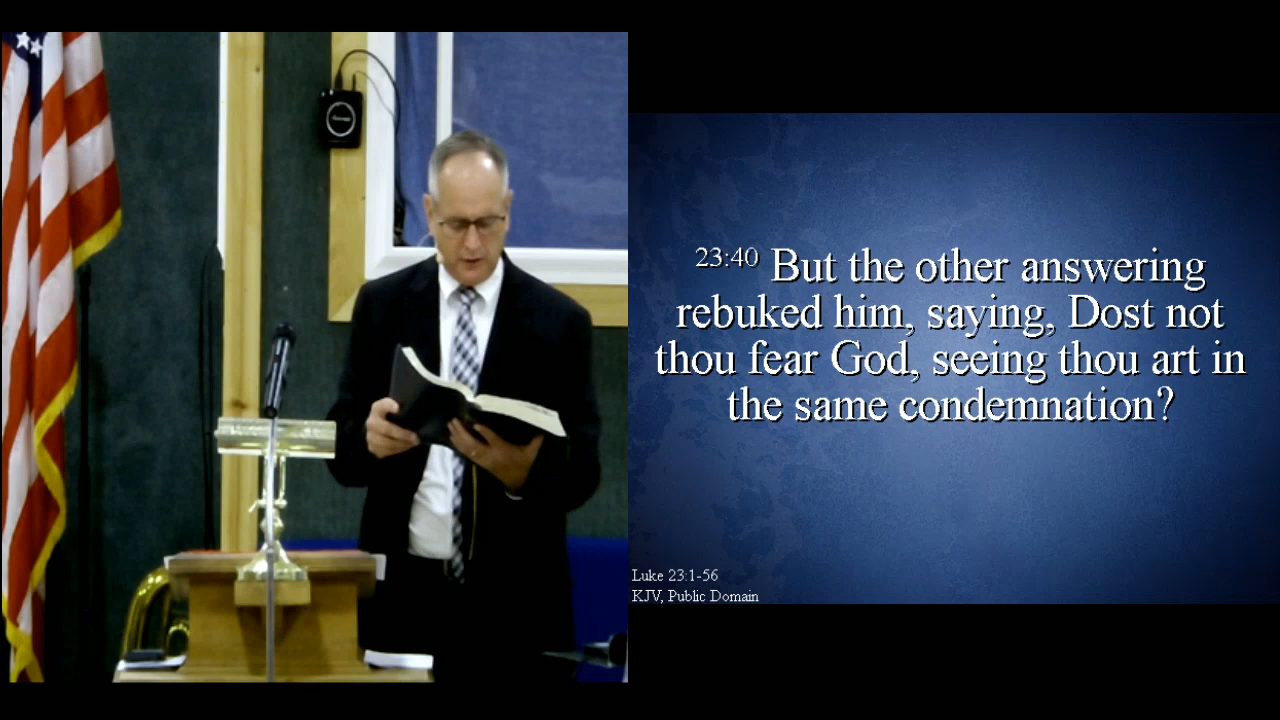 23:40 But the other answering
rebuked him, saying, Dost not
thou fear God, seeing thou art in
the same condemnation?
Luke 23:1-56
KJV, Public Domain